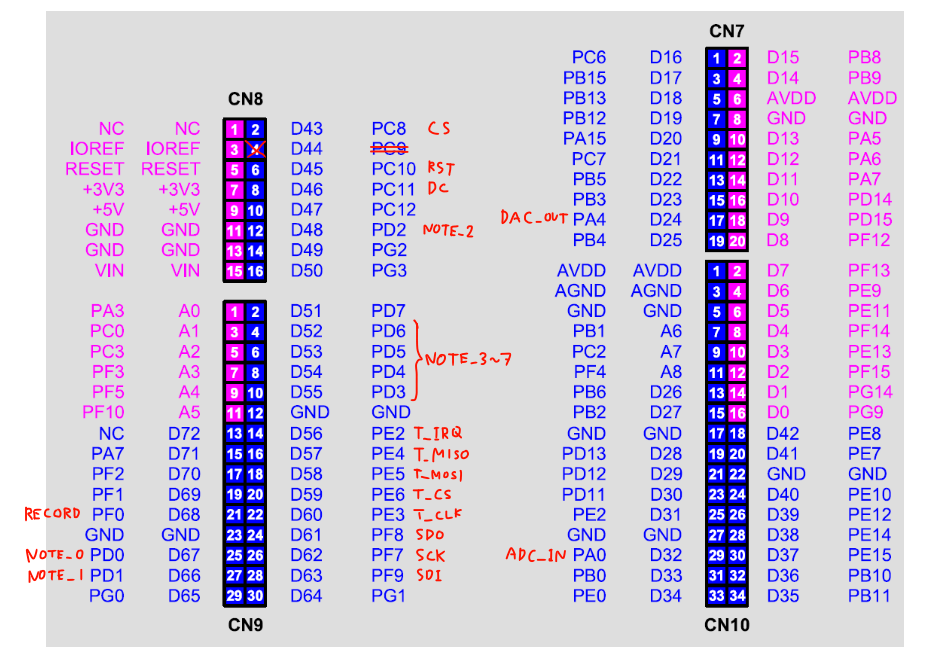 CN8
NC NC 1 2 D43 PC8 CS
IOREF IOREF 3 D44 PC9
RESET RESET 5 6 D45 PC10 RST
+3V3 +3V3 7 8 D46 PC11 DC
+5V +5V 9 10 D47 PC12
GND GND 11 12 D48 PD2 NOTE_2
GND GND 13 14 D49 PG2
VIN VIN 15 16 D50 PG3
PA3 A0 1 2 D51 PD7
PC0 A1 3 4 D52 PD6
PC3 A2 5 6 D53 PD5 NOTE_3~7
PF3 A3 7 8 D54 PD4
PF5 A4 9 10 D55 PD3
PF10 A5 11 12 GND GND
NC D72 13 14 D56 PE2 T_IRQ
PA7 D71 15 16 D57 PE4 T_MISO
PF2 D70 17 18 D58 PE5 T_MOSI
PF1 D69 19 20 D59 PE6 T_CS
RECORD PF0 D68 21 22 D60 PE3 T_CLK
GND GND 23 24 D61 PF8 SDO
NOTE_0 PD0 D67 25 26 D62 PF7 SCK
NOTE_1 PD1 D66 27 28 D63 PF9 SDI
PG0 D65 29 30 D64 PG1
CN9
CN7
PC6 D16 1 2 D15 PB8
PB15 D17 3 4 D14 PB9
PB13 D18 5 6 AVDD AVDD
PB12 D19 7 8 GND GND
PA15 D20 9 10 D13 PA5
PC7 D21 11 12 D12 PA6
PB5 D22 13 14 D11 PA7
PB3 D23 15 16 D10 PD14
DAC_OUT PA4 D24 17 18 D9 PD15
PB4 D25 19 20 D8 PF12
AVDD AVDD 1 2 D7 PF13
AGND AGND 3 4 D6 PE9
GND GND 5 6 D5 PE11
PB1 A6 7 8 D4 PF14
PC2 A7 9 10 D3 PE13
PF4 A8 11 12 D2 PF15
PB6 D26 13 14 D1 PG14
PB2 D27 15 16 D0 PG9
GND GND 17 18 D42 PE8
PD13 D28 19 20 D41 PE7
PD12 D29 21 22 GND GND
PD11 D30 23 24 D40 PE10
PE2 D31 25 26 D39 PE12
GND GND 27 28 D38 PE14
ADC_IN PA0 D32 29 30 D37 PE15
PB0 D33 31 32 D36 PB10
PE0 D34 33 34 D35 PB11
CN10